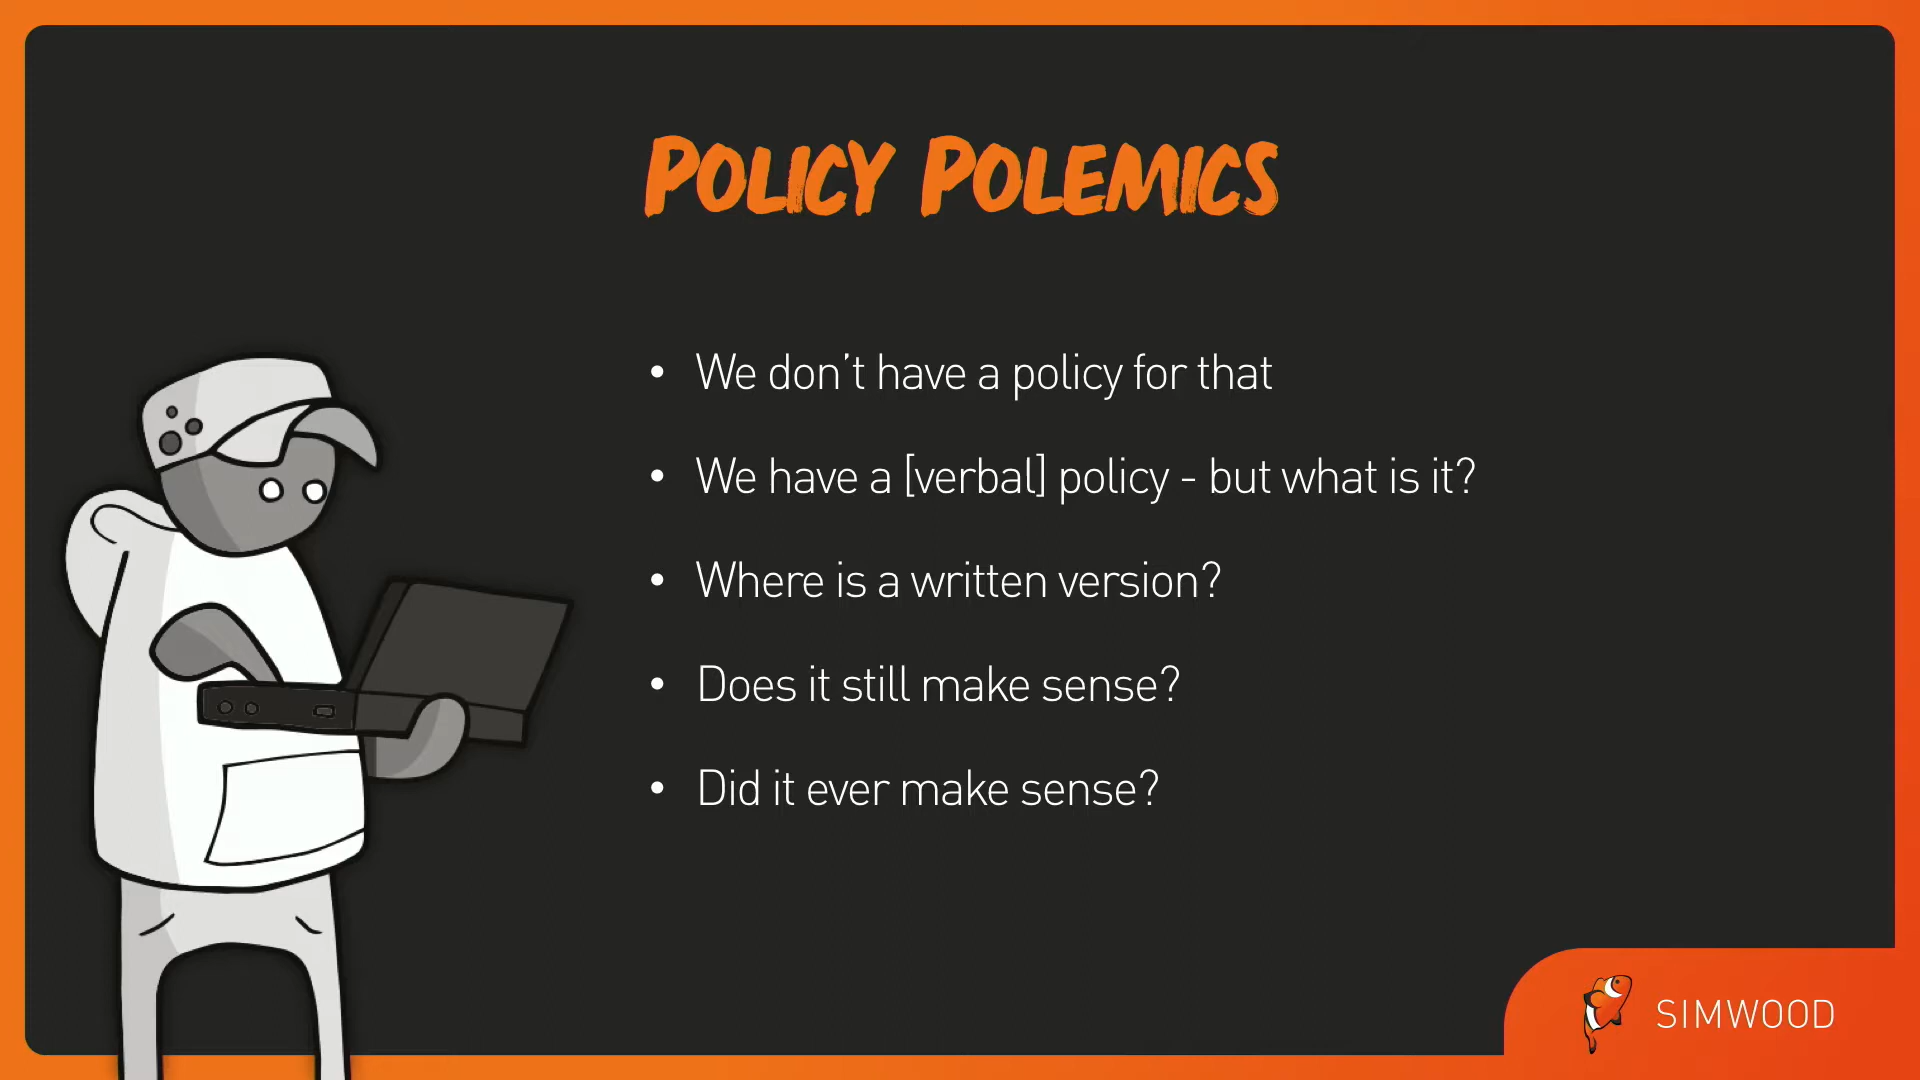 Policy Polemics
• We don't have a policy for that
• We have a [verbal] policy - but what is it?
• Where is a written version?
• Does it still make sense?
• Did it ever make sense?
SIMWOOD